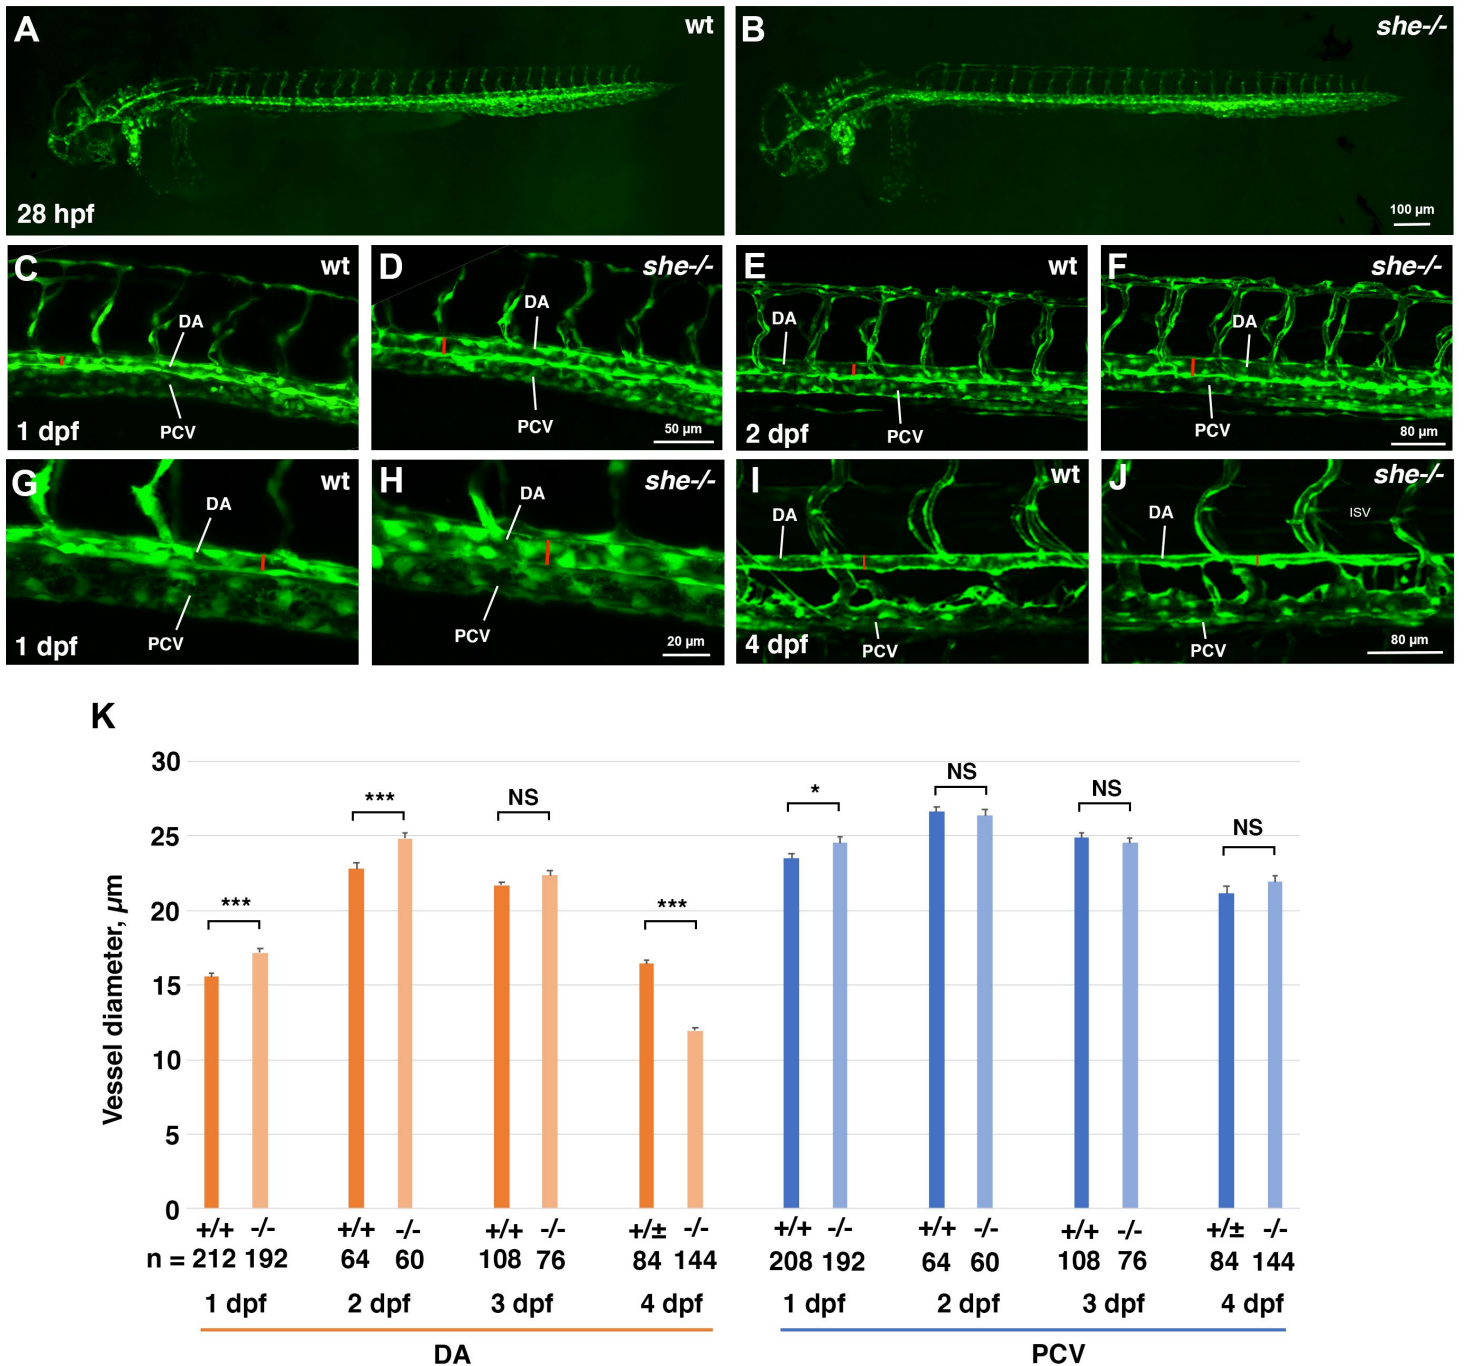 A wt
B she-/-
28 hpf
100 µm
C wt
D she-/-
E wt
F she-/-
DA
DA
DA
DA
PCV
PCV
PCV
PCV
1 dpf
50 µm
2 dpf
80 µm
G wt
H she-/-
I wt
J she-/-
DA
DA
DA
DA
ISV
PCV
PCV
PCV
PCV
1 dpf
20 µm
4 dpf
80 µm
K
Vessel diameter, µm
30
25
20
15
10
5
0
*** *** NS *** * NS NS NS
+/+ -/- +/+ -/- +/+ -/- +/± -/- +/+ -/- +/+ -/- +/+ -/- +/± -/-
n = 212 192 64 60 108 76 84 144 208 192 64 60 108 76 84 144
1 dpf 2 dpf 3 dpf 4 dpf 1 dpf 2 dpf 3 dpf 4 dpf
DA PCV